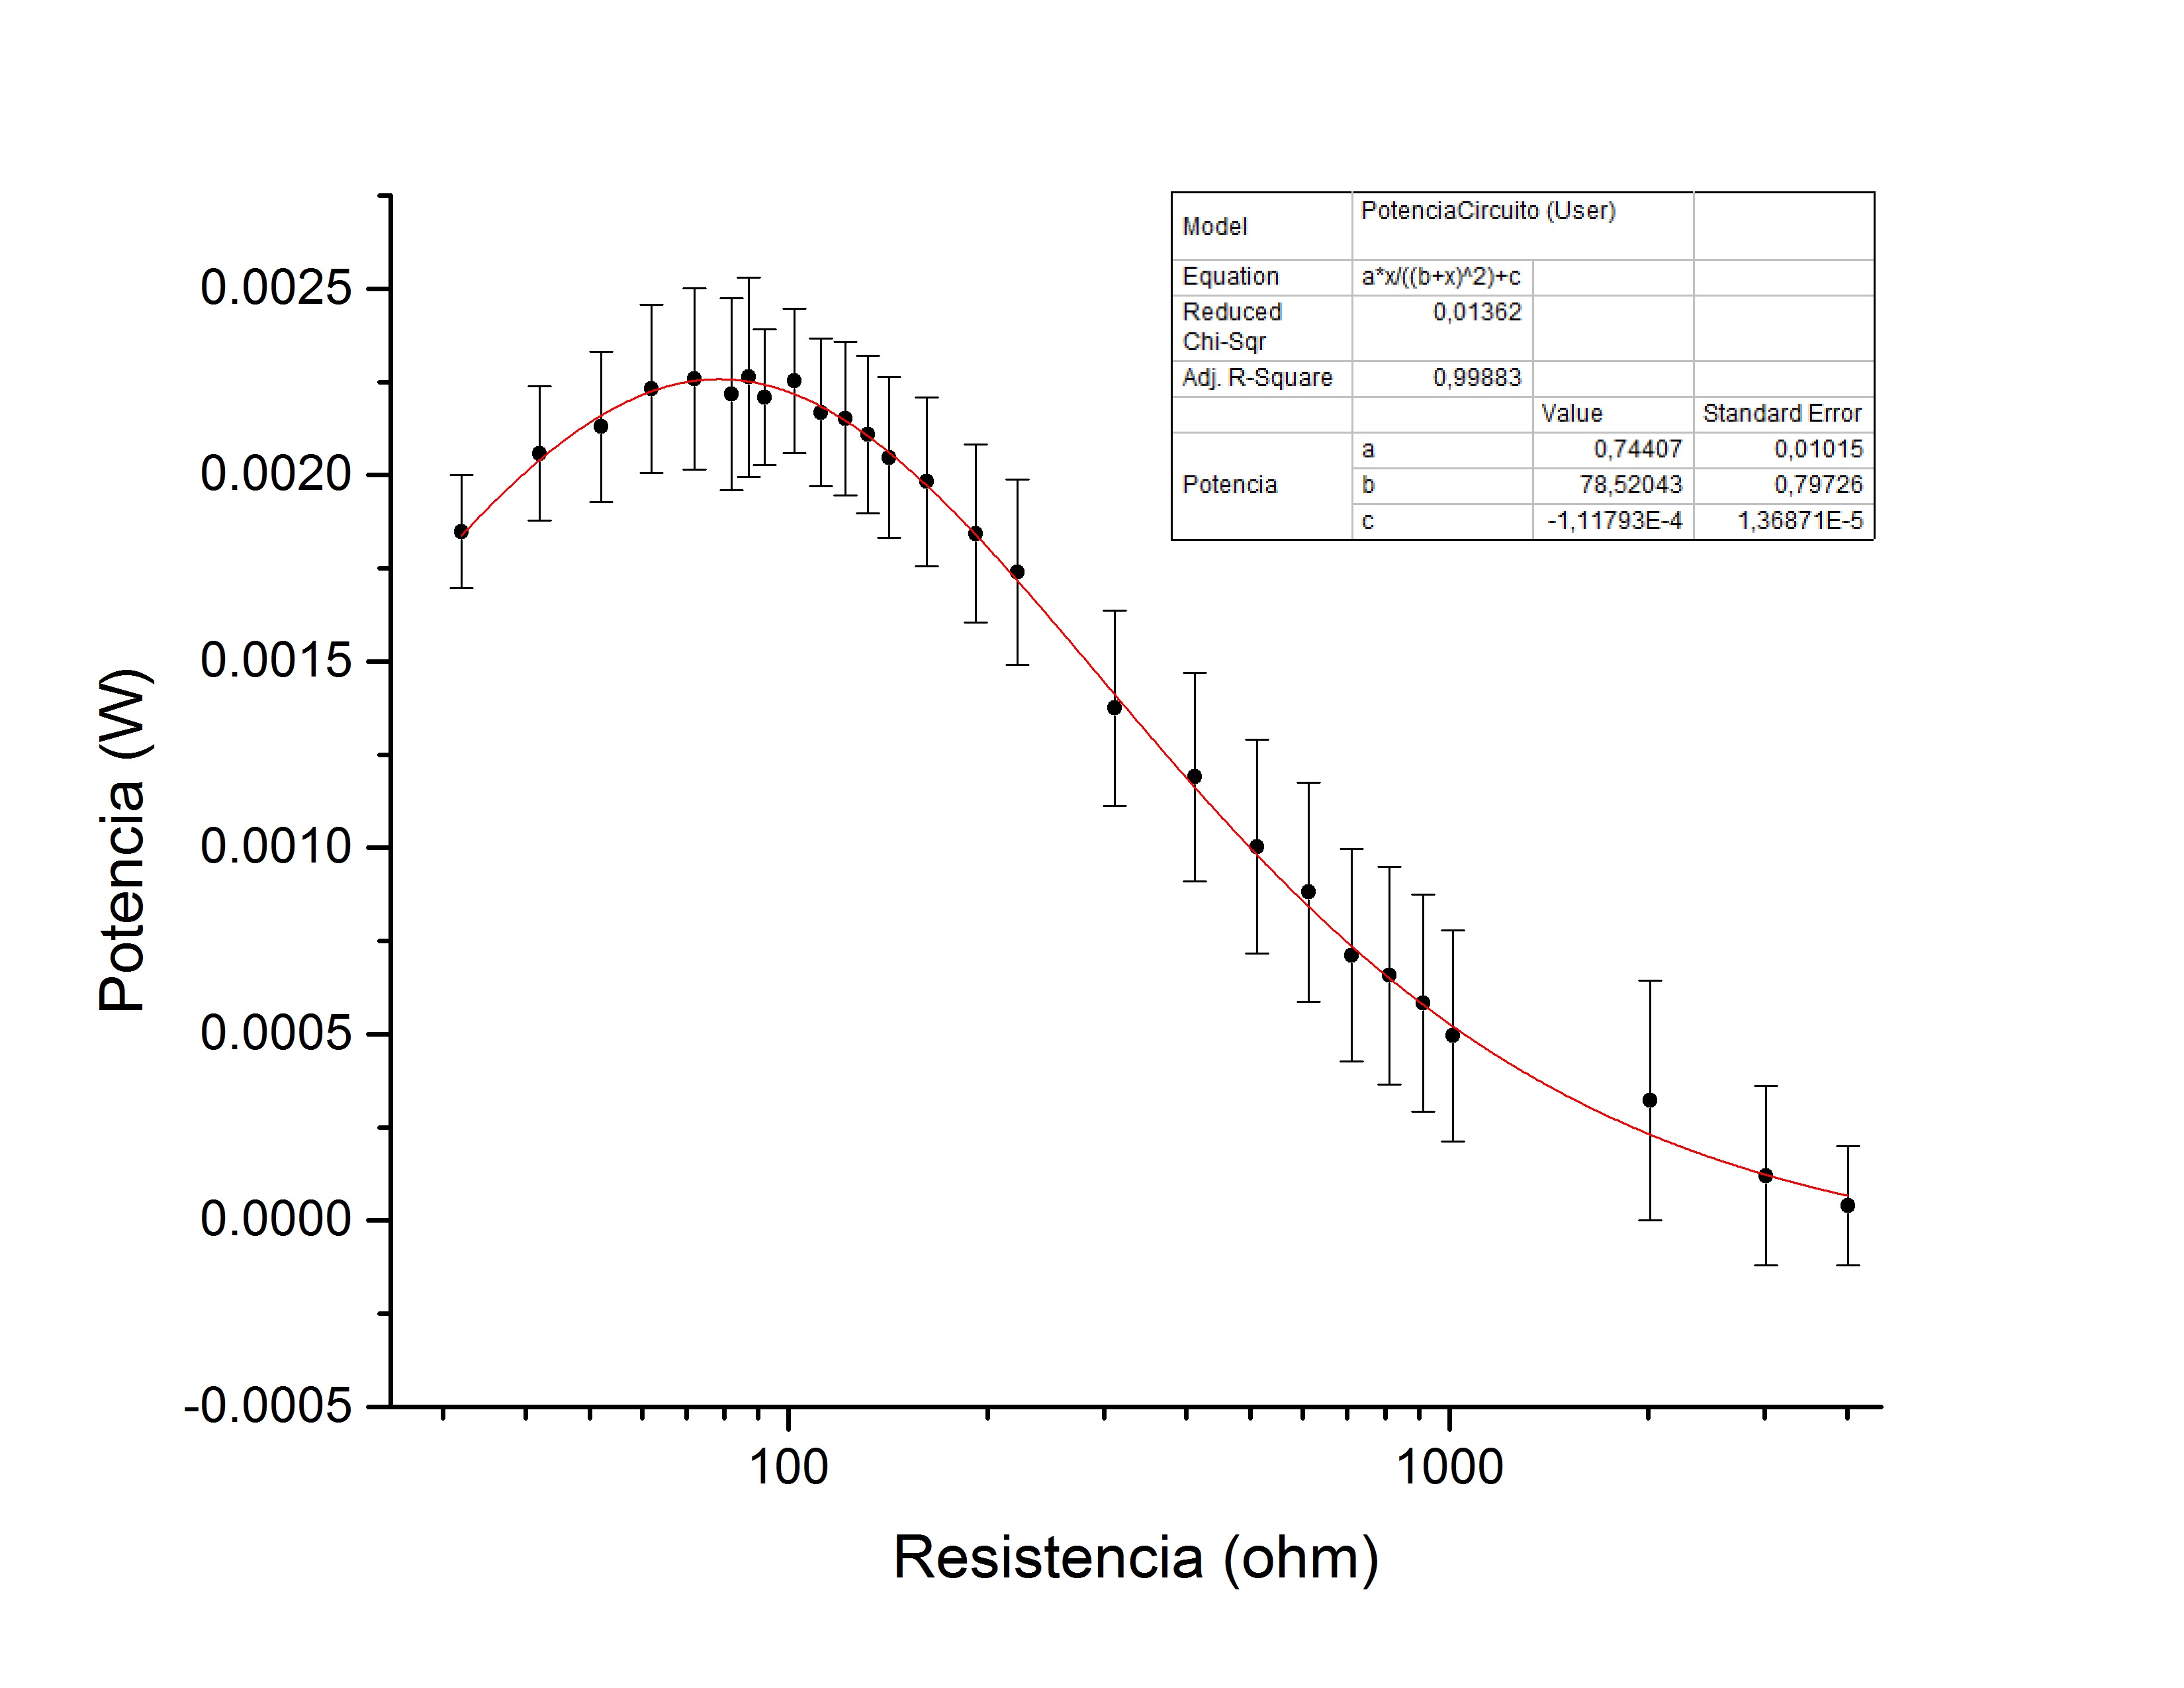 0.0025
0.0020
0.0015
0.0010
0.0005
0.0000
-0.0005
Potencia (W)
100
1000
Resistencia (ohm)
Model PotenciaCircuito (User)
Equation a*x/((b+x)^2)+c
Reduced Chi-Sqr 0,01362
Adj. R-Square 0,99883
Value Standard Error
Potencia a 0,74407 0,01015
b 78,52043 0,79726
c -1,11793E-4 1,36871E-5